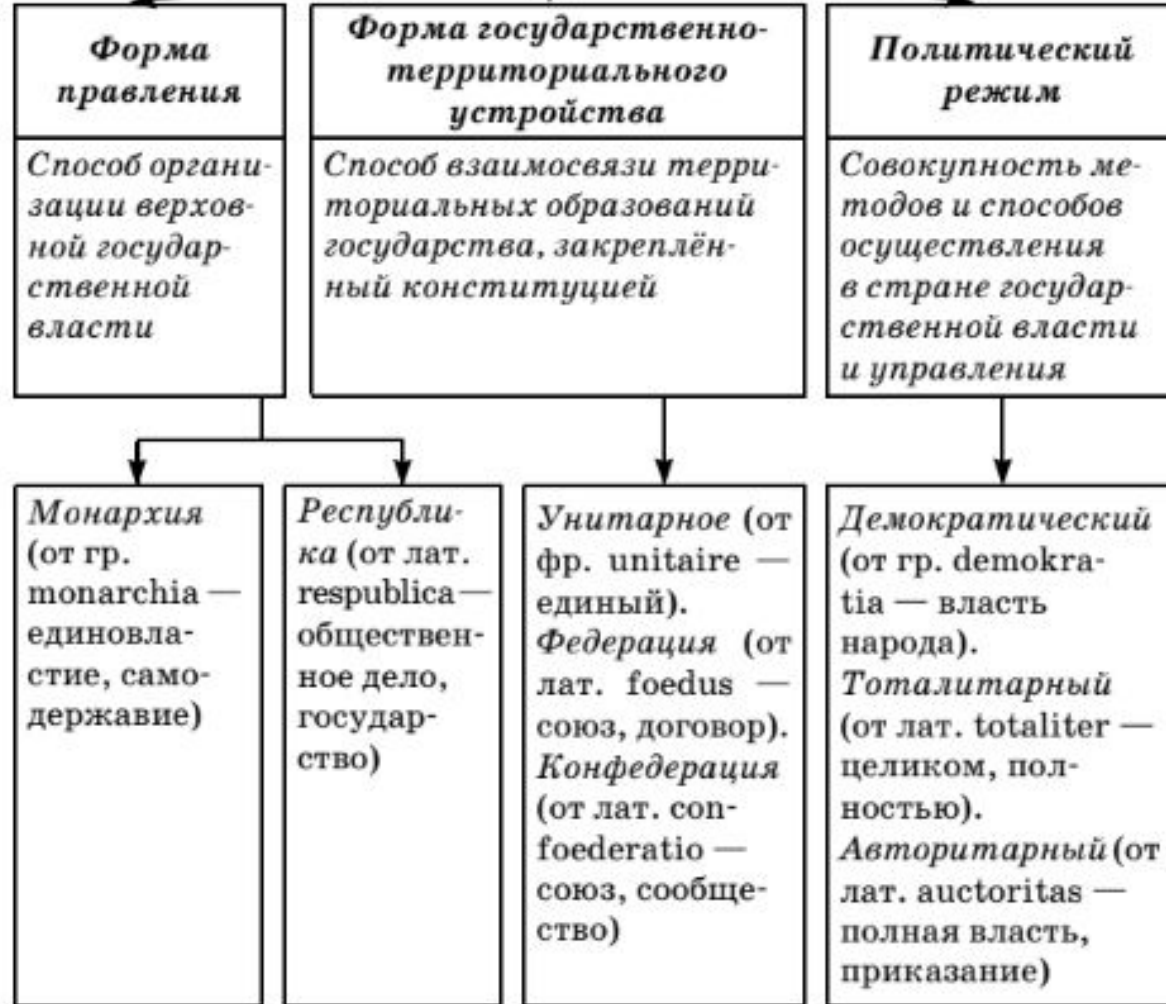 Форма
правления
Способ органи-
зации верхов-
ной государ-
ственной
власти
Форма государственно-
территориального
устройства
Способ взаимосвязи терри-
ториальных образований
государства, закреплён-
ный конституцией
Политический
режим
Совокупность ме-
тодов и способов
осуществления
в стране государ-
ственной власти
и управления
Монархия
(от гр.
monarchia —
единовла-
стие, само-
державие)
Республи-
ка (от лат.
respublica—
обществен-
ное дело,
государ-
ство)
Унитарное (от
фр. unitaire —
единый).
Федерация (от
лат. foedus —
союз, договор).
Конфедерация
(от лат. con-
foederatio —
союз, сообще-
ство)
Демократический
(от гр. demokra-
tia — власть
народа).
Тоталитарный
(от лат. totaliter —
целиком, пол-
ностью).
Авторитарный (от
лат. auctoritas —
полная власть,
приказание)